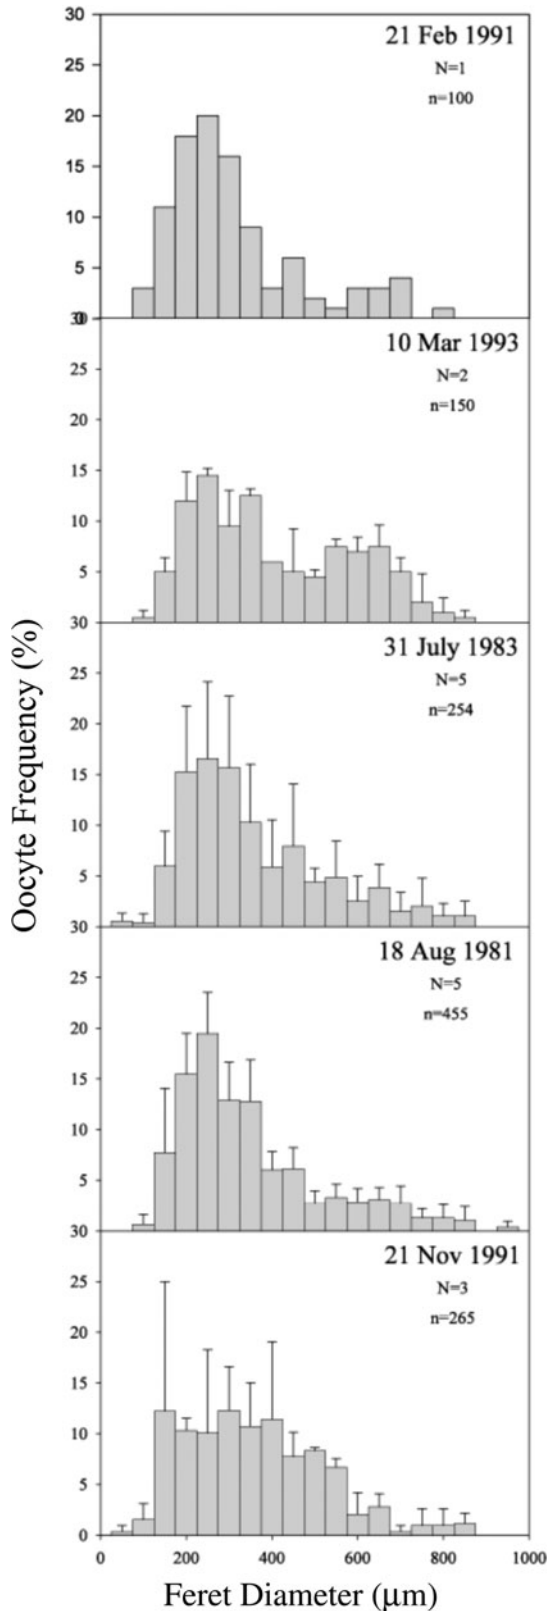 30
21 Feb 1991
N=1
25
n=100
20
15
10
5
30
0
10 Mar 1993
N=2
25
n=150
20
15
10
5
30
31 July 1983
N=5
25
n=254
20
15
10
5
30
18 Aug 1981
N=5
25
n=455
20
15
10
5
30
21 Nov 1991
N=3
25
n=265
20
15
10
5
0
0 200 400 600 800 1000
Oocyte Frequency (%)
Feret Diameter (μm)